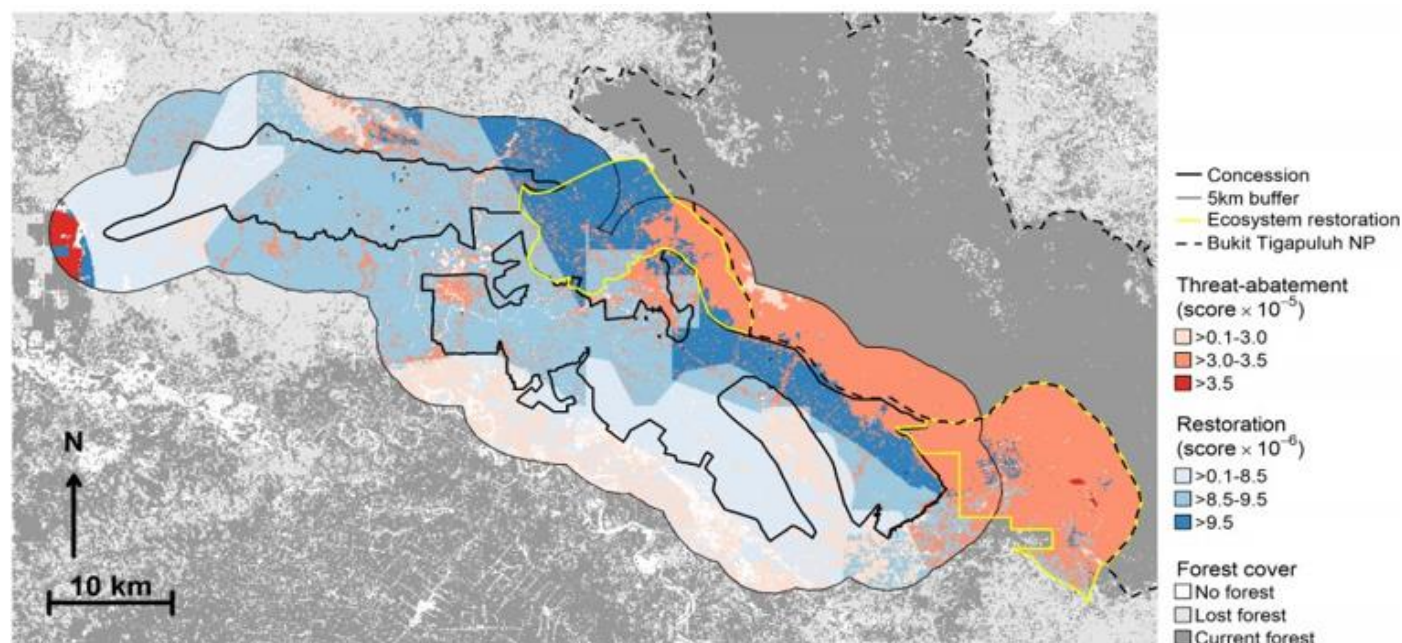 Concession
5km buffer
Ecosystem restoration
Bukit Tigapuluh NP
Threat-abatement
(score × 10⁻⁵)
>0.1-3.0
>3.0-3.5
>3.5
Restoration
(score × 10⁻⁶)
>0.1-8.5
>8.5-9.5
>9.5
Forest cover
No forest
Lost forest
Current forest
N
10 km